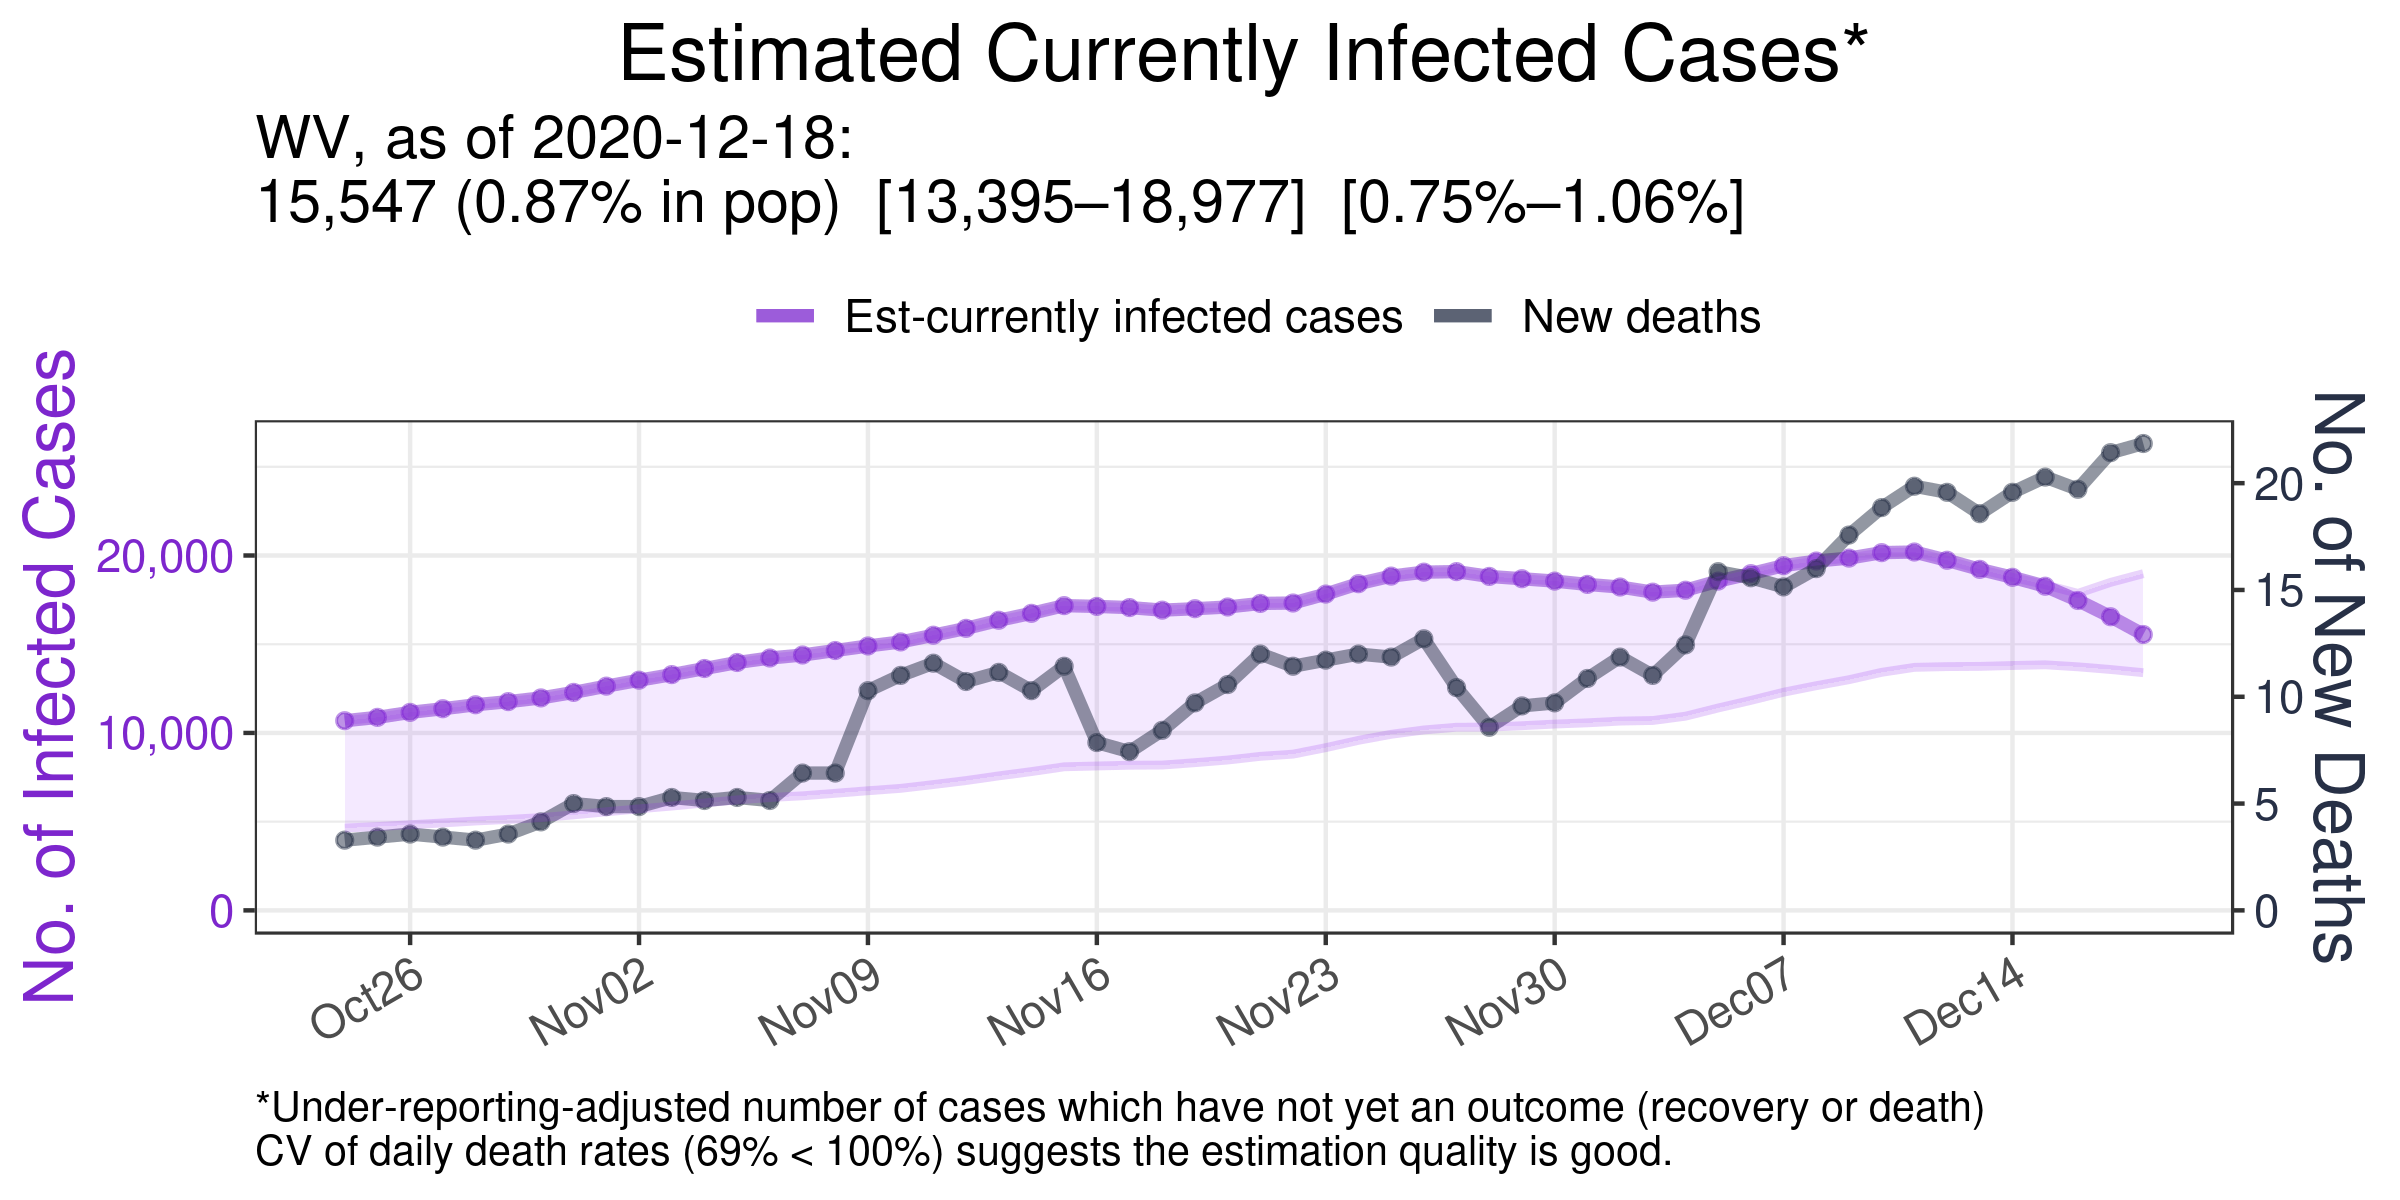 Estimated Currently Infected Cases*
WV, as of 2020-12-18:
15,547 (0.87% in pop) [13,395–18,977] [0.75%–1.06%]
Est-currently infected cases
New deaths
No. of Infected Cases
20,000
10,000
0
No. of New Deaths
20
15
10
5
0
Oct26
Nov02
Nov09
Nov16
Nov23
Nov30
Dec07
Dec14
*Under-reporting-adjusted number of cases which have not yet an outcome (recovery or death)
CV of daily death rates (69% < 100%) suggests the estimation quality is good.